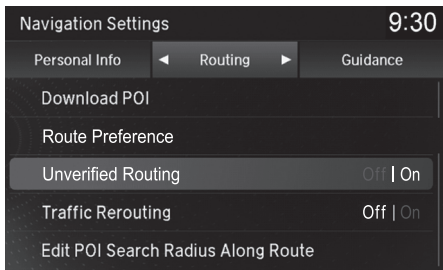 Navigation Settings 9:30
Personal Info ◄ Routing ► Guidance
Download POI
Route Preference
Unverified Routing Off | On
Traffic Rerouting Off | On
Edit POI Search Radius Along Route